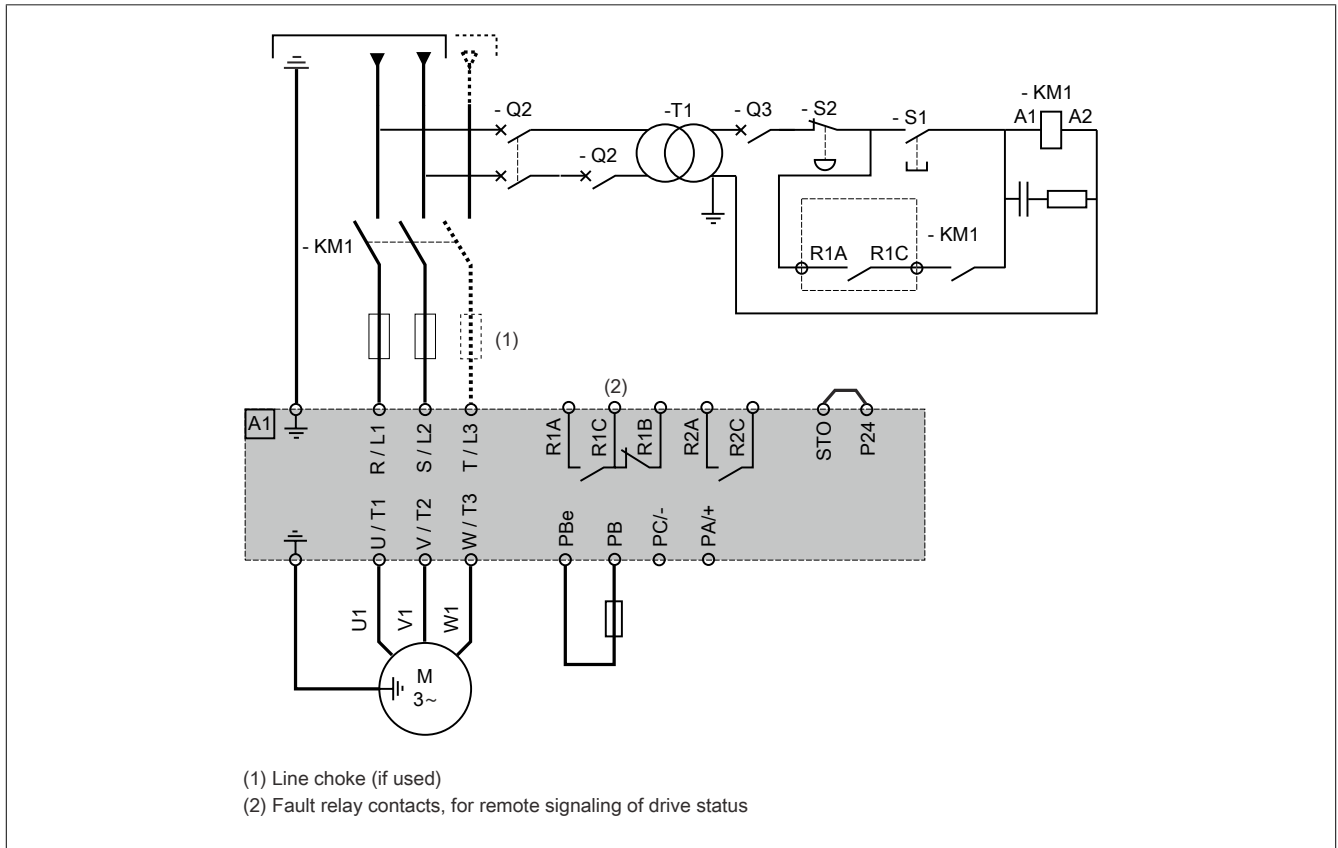 - Q2
-T1
- Q3
- S2
- S1
- KM1
A1 A2
- Q2
- KM1
R1A R1C
- KM1
(1)
(2)
A1
R / L1
S / L2
T / L3
R1A
R1C
R1B
R2A
R2C
STO
P24
U / T1
V / T2
W / T3
PBe
PB
PC/-
PA/+
U1
V1
W1
M
3~
(1) Line choke (if used)
(2) Fault relay contacts, for remote signaling of drive status